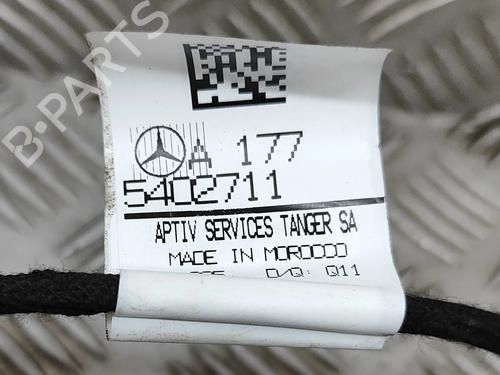 B-PARTS
A 177
5402711
APTIV SERVICES TANGER SA
MADE IN MOROCCO
D/Q: Q11